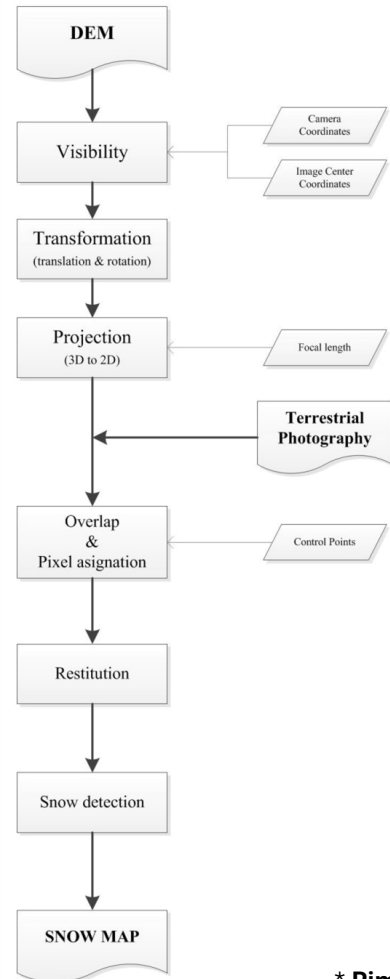 DEM
Visibility
Camera
Coordinates
Image Center
Coordinates
Transformation
(translation & rotation)
Projection
(3D to 2D)
Focal length
Terrestrial
Photography
Overlap
&
Pixel asignation
Control Points
Restitution
Snow detection
SNOW MAP
*